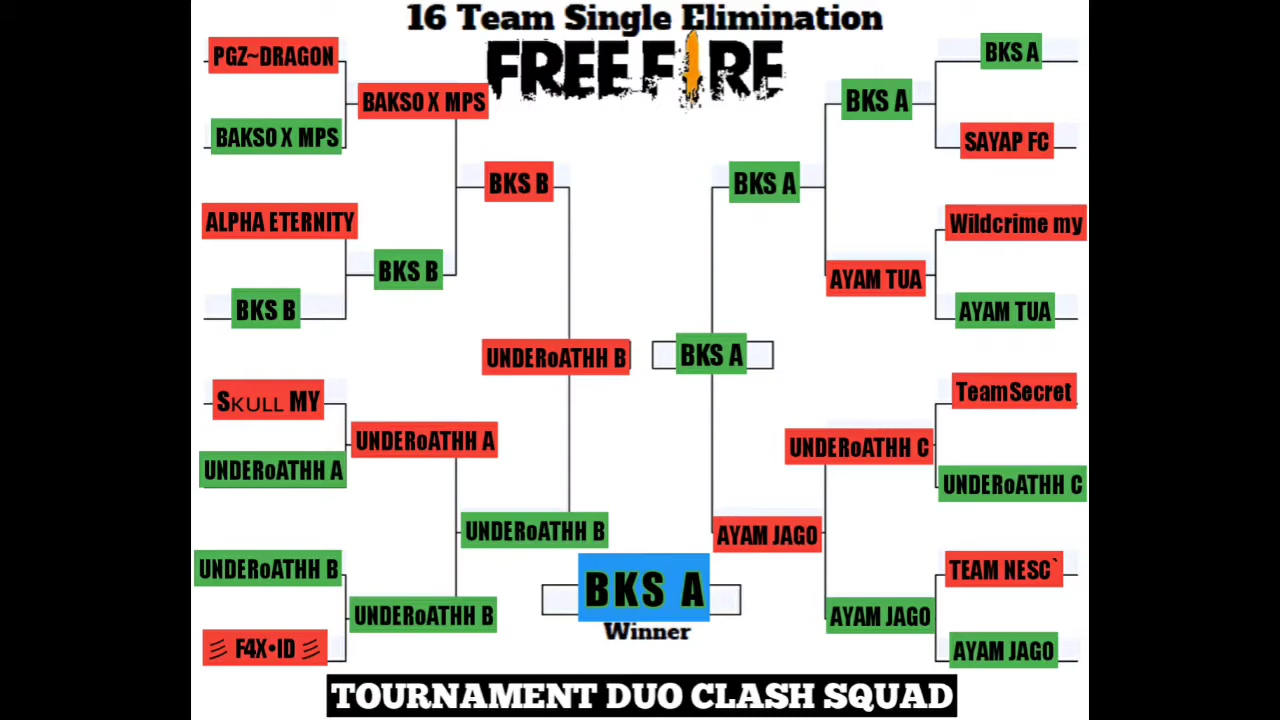 16 Team Single Elimination
FREE FIRE
PGZ~DRAGON
BAKSO X MPS
BAKSO X MPS
ALPHA ETERNITY
BKS B
BKS B
BKS B
SKULL MY
UNDERoATHH A
UNDERoATHH A
UNDERoATHH B
彡 F4X•ID 彡
UNDERoATHH B
UNDERoATHH B
UNDERoATHH B
BKS A
SAYAP FC
BKS A
Wildcrime my
AYAM TUA
AYAM TUA
BKS A
BKS A
TeamSecret
UNDERoATHH C
UNDERoATHH C
TEAM NESC`
AYAM JAGO
AYAM JAGO
AYAM JAGO
BKS A
Winner
TOURNAMENT DUO CLASH SQUAD